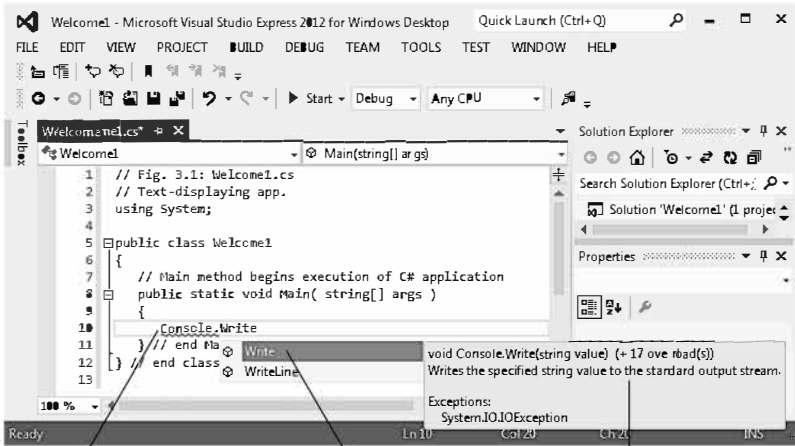 Welcome1 - Microsoft Visual Studio Express 2012 for Windows Desktop
Quick Launch (Ctrl+Q)
FILE EDIT VIEW PROJECT BUILD DEBUG TEAM TOOLS TEST WINDOW HELP
Start Debug Any CPU
Toolbox
Welcome1.cs*
Welcome1
Main(string[] args)
1 // Fig. 3.1: Welcome1.cs
2 // Text-displaying app.
3 using System;
4
5 public class Welcome1
6 {
7 // Main method begins execution of C# application
8 public static void Main( string[] args )
9 {
10 Console.Write
11 } // end Ma
12 } // end class
13
Write
WriteLine
void Console.Write(string value) (+ 17 overload(s))
Writes the specified string value to the standard output stream.
Exceptions:
System.IO.IOException
100 %
Solution Explorer
Search Solution Explorer (Ctrl+;)
Solution 'Welcome1' (1 projec
Properties
Ready Ln 10 Col 20 Ch 20 INS